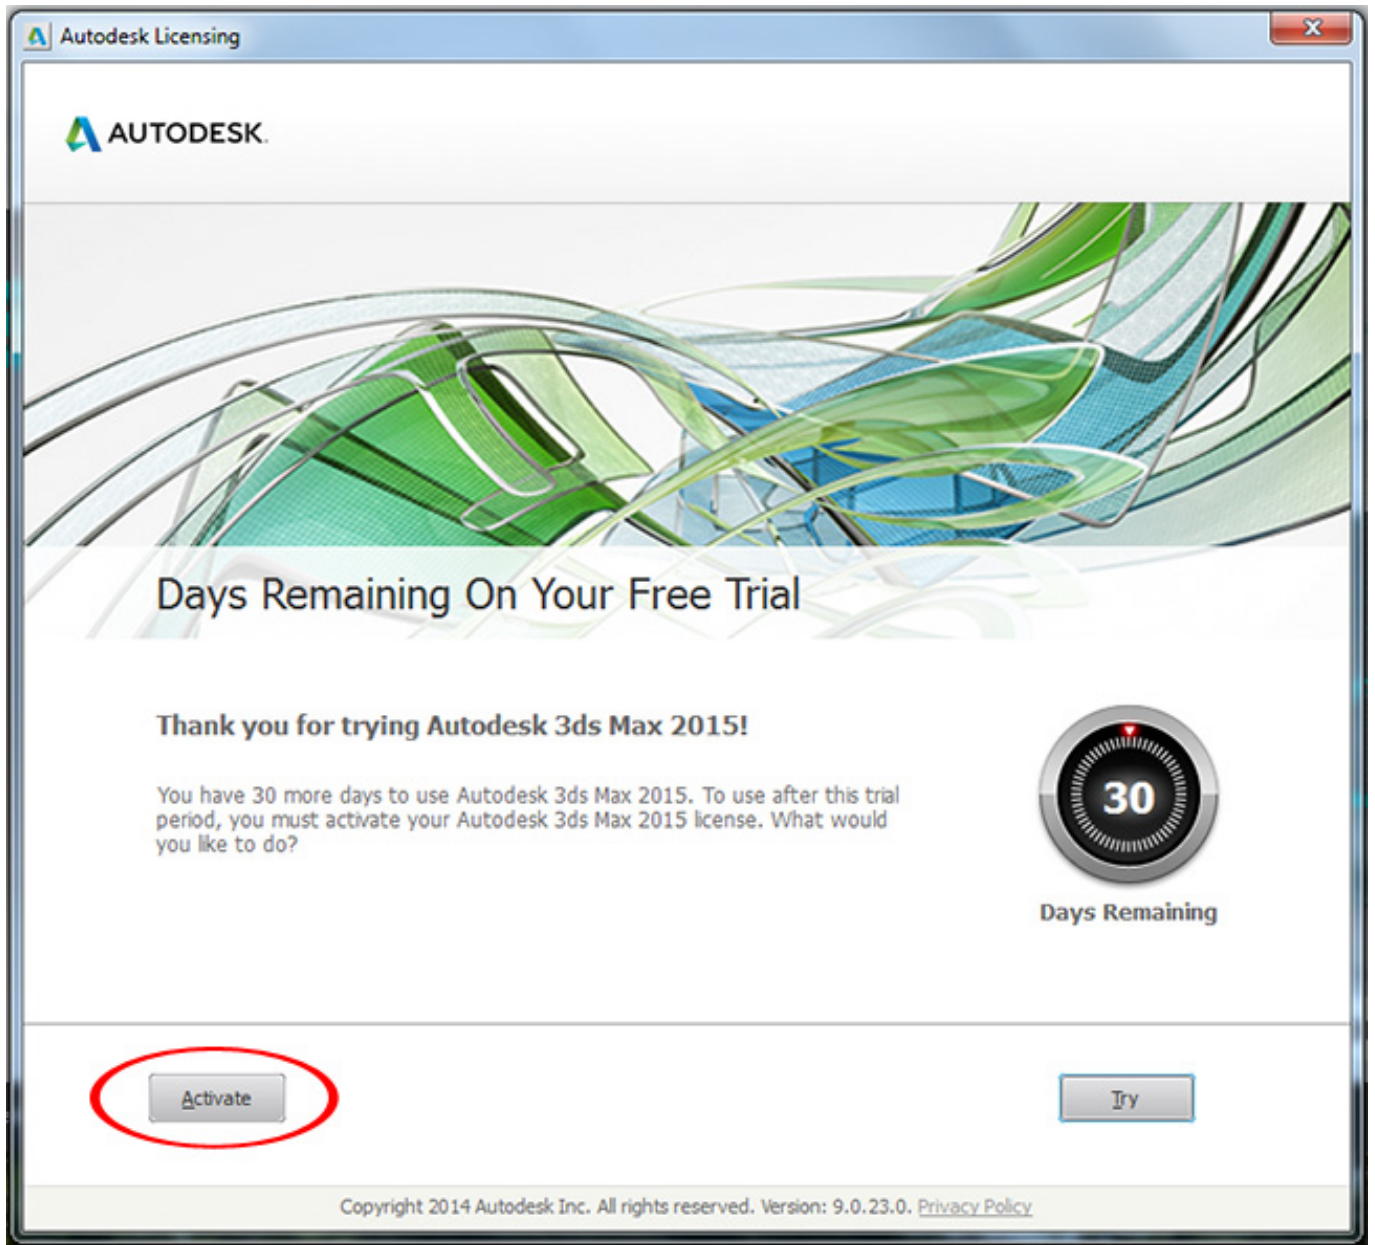 Autodesk Licensing
AUTODESK.
Days Remaining On Your Free Trial
Thank you for trying Autodesk 3ds Max 2015!
You have 30 more days to use Autodesk 3ds Max 2015. To use after this trial
period, you must activate your Autodesk 3ds Max 2015 license. What would
you like to do?
30
Days Remaining
Activate
Try
Copyright 2014 Autodesk Inc. All rights reserved. Version: 9.0.23.0. Privacy Policy